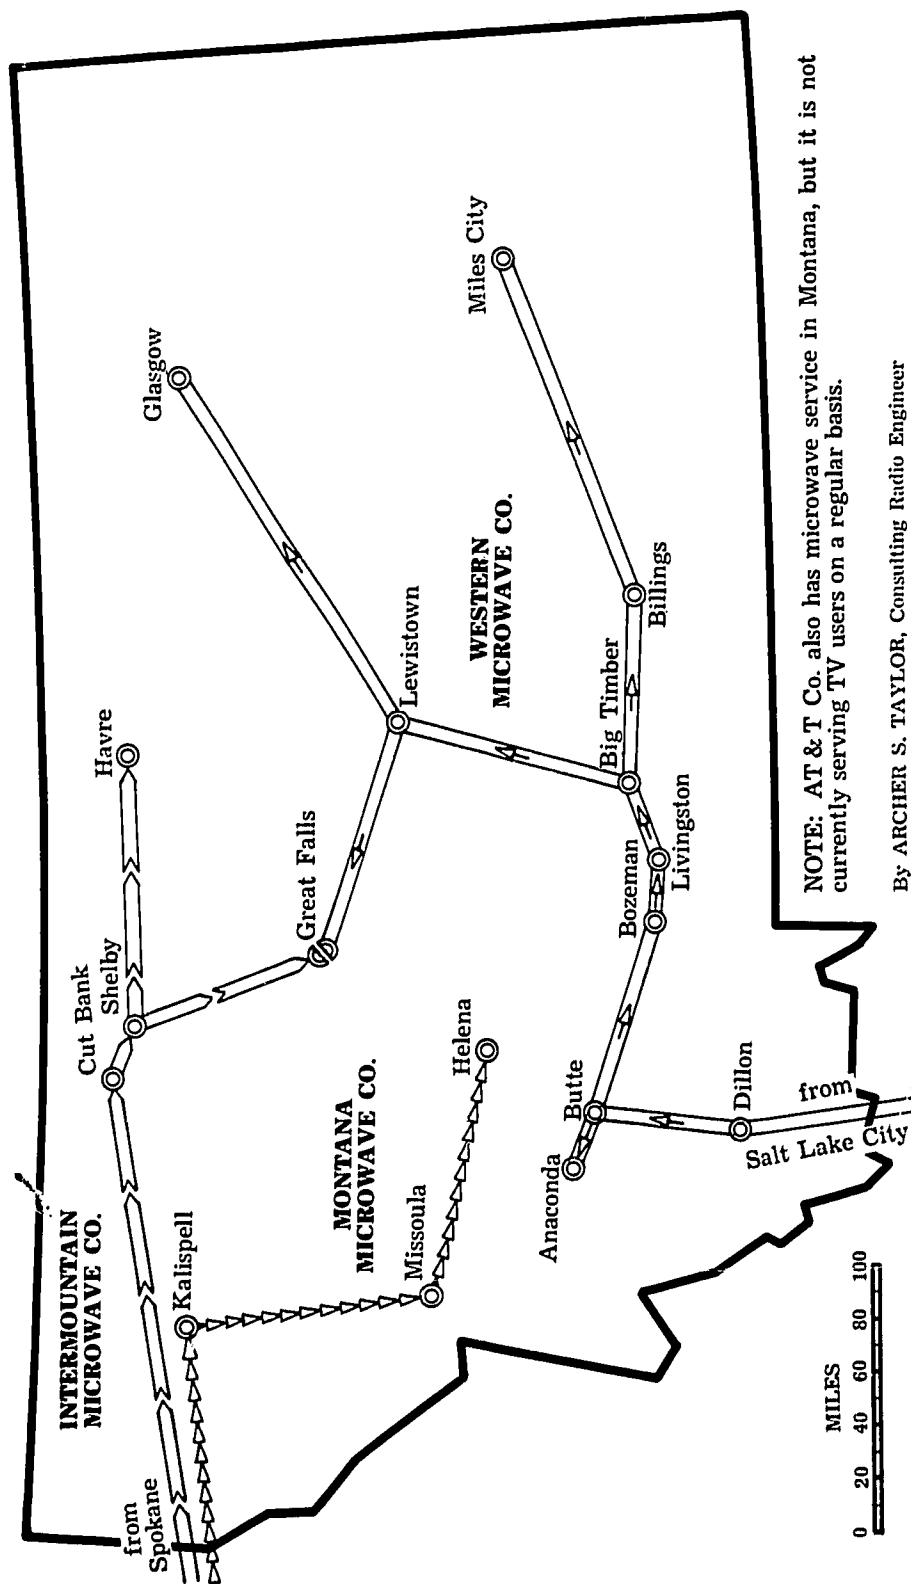 INTERMOUNTAIN
MICROWAVE CO.
from
Spokane
Kalispell
Cut Bank
Shelby
Havre
Glasgow
Great Falls
Lewistown
MONTANA
MICROWAVE CO.
Missoula
Helena
WESTERN
MICROWAVE CO.
Miles City
Anaconda
Butte
Bozeman
Livingston
Big Timber
Billings
Dillon
from
Salt Lake City
MILES
0 20 40 60 80 100
NOTE: AT & T Co. also has microwave service in Montana, but it is not
currently serving TV users on a regular basis.
By ARCHER S. TAYLOR, Consulting Radio Engineer